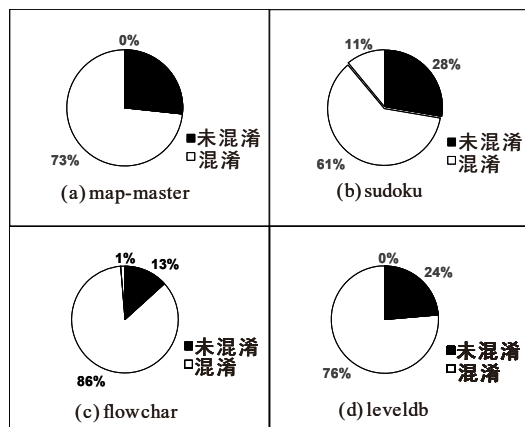 0%
73%
未混淆
混淆
(a) map-master
11%
28%
61%
未混淆
混淆
(b) sudoku
1%
13%
86%
未混淆
混淆
(c) flowchar
0%
24%
76%
未混淆
混淆
(d) leveldb